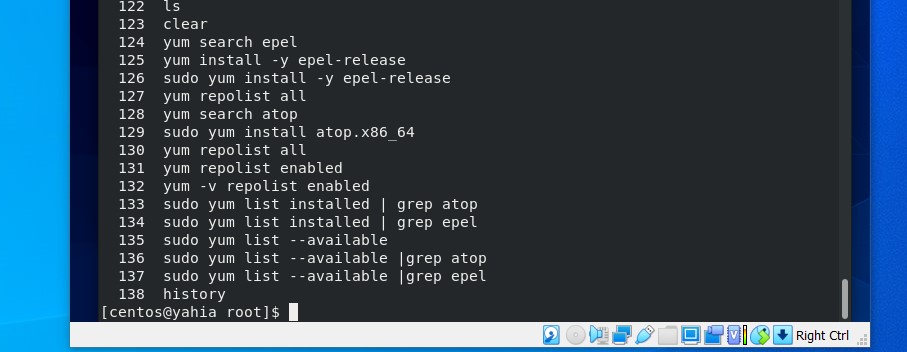 122  ls
123  clear
124  yum search epel
125  yum install -y epel-release
126  sudo yum install -y epel-release
127  yum repolist all
128  yum search atop
129  sudo yum install atop.x86_64
130  yum repolist all
131  yum repolist enabled
132  yum -v repolist enabled
133  sudo yum list installed | grep atop
134  sudo yum list installed | grep epel
135  sudo yum list --available
136  sudo yum list --available |grep atop
137  sudo yum list --available |grep epel
138  history
[centos@yahia root]$
Right Ctrl